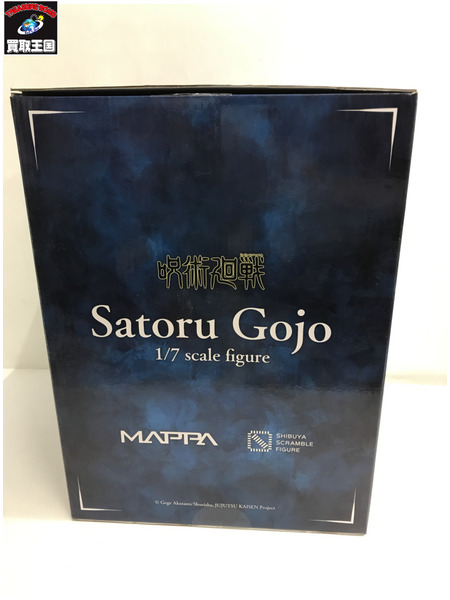 買取王国
呪術廻戦
Satoru Gojo
1/7 scale figure
MAPPA
SHIBUYA
SCRAMBLE
FIGURE
© Gege Akutami/Shueisha, JUJUTSU KAISEN Project